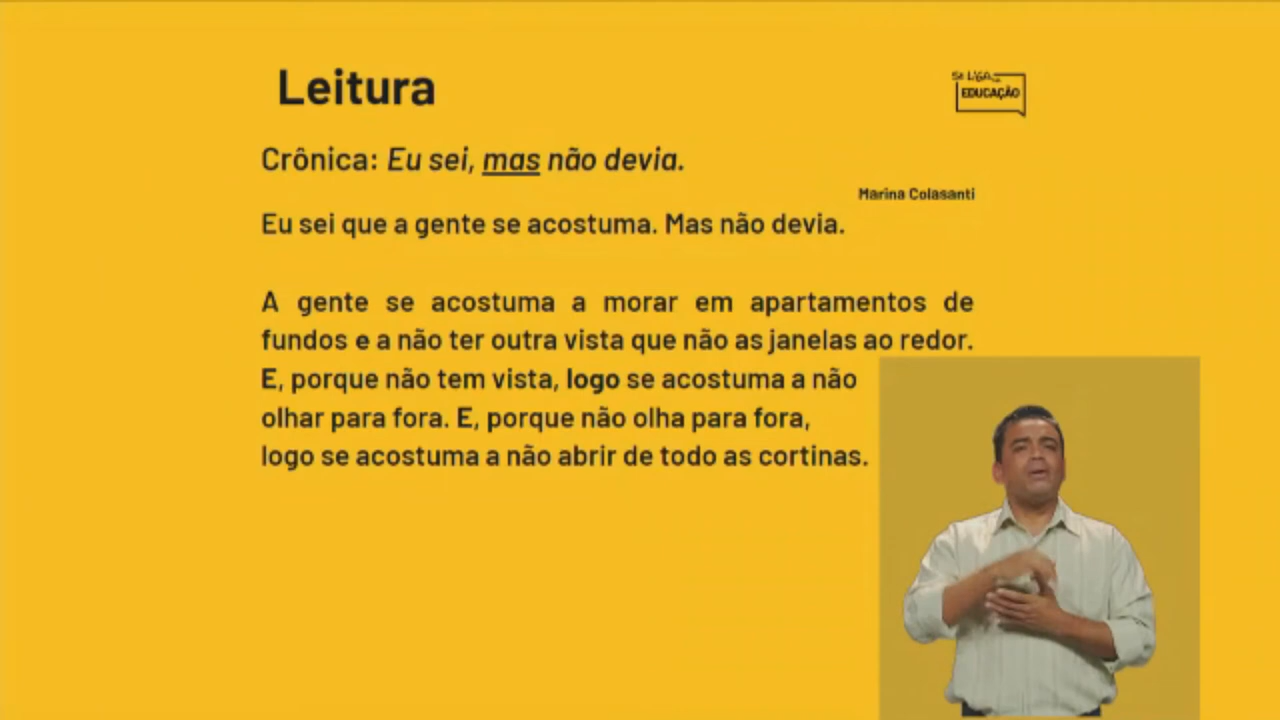 Leitura
SE LIGA NA
EDUCAÇÃO
Crônica: Eu sei, mas não devia.
Marina Colasanti
Eu sei que a gente se acostuma. Mas não devia.
A gente se acostuma a morar em apartamentos de
fundos e a não ter outra vista que não as janelas ao redor.
E, porque não tem vista, logo se acostuma a não
olhar para fora. E, porque não olha para fora,
logo se acostuma a não abrir de todo as cortinas.